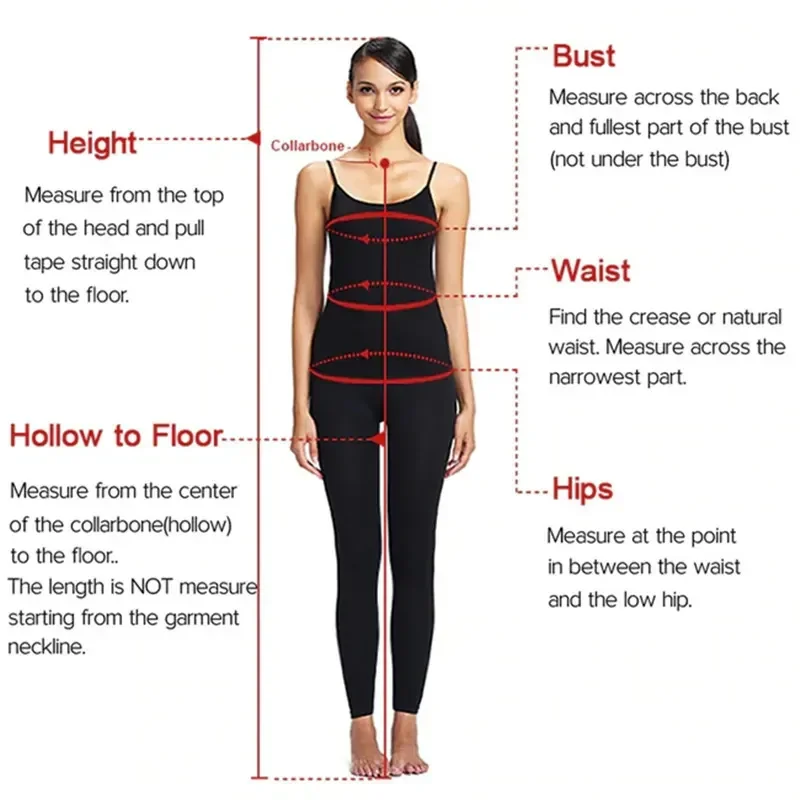 Height
Measure from the top
of the head and pull
tape straight down
to the floor.
Collarbone
Hollow to Floor
Measure from the center
of the collarbone(hollow)
to the floor..
The length is NOT measure
starting from the garment
neckline.
Bust
Measure across the back
and fullest part of the bust
(not under the bust)
Waist
Find the crease or natural
waist. Measure across the
narrowest part.
Hips
Measure at the point
in between the waist
and the low hip.